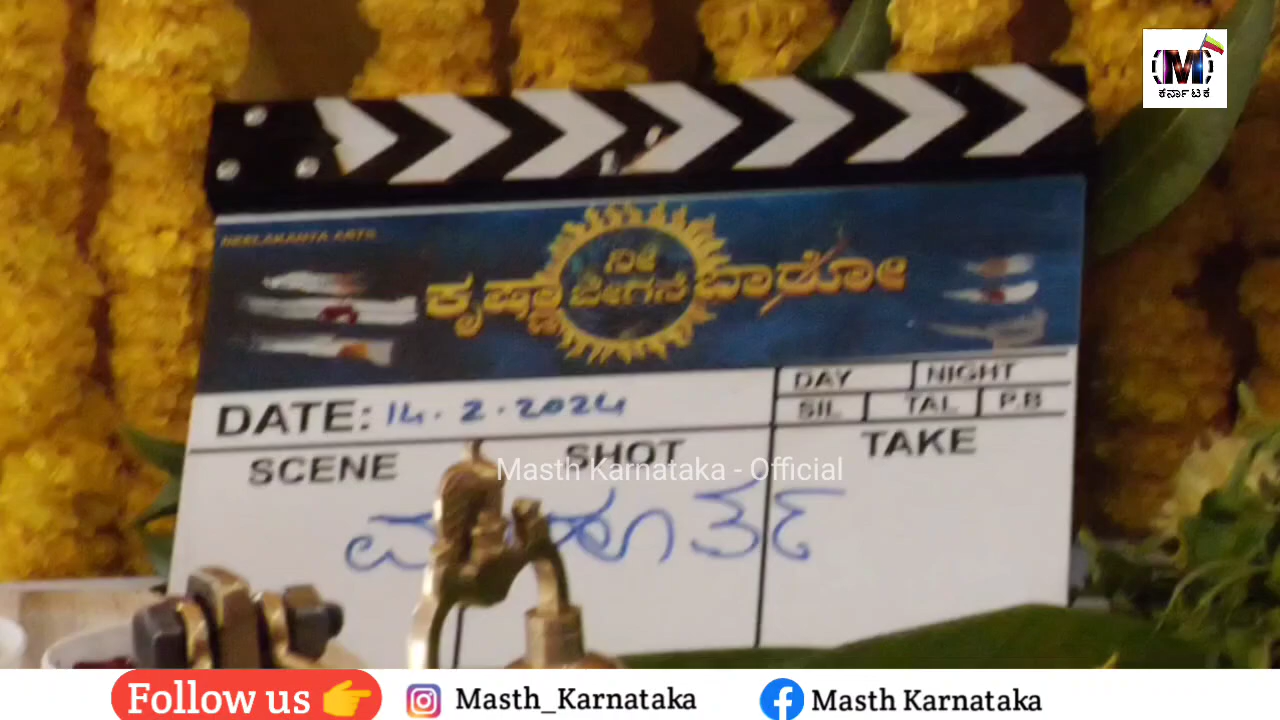 ಕರ್ನಾಟಕ
NEELAKANTA ARTS
ಕೃಷ್ಣಾ ನೀ ಬೇಗನೆ ಬಾರೋ
DATE: 14.2.2024
DAY NIGHT
SIL TAL P.B
SCENE SHOT TAKE
Masth Karnataka - Official
Follow us 👉 Masth_Karnataka Masth Karnataka